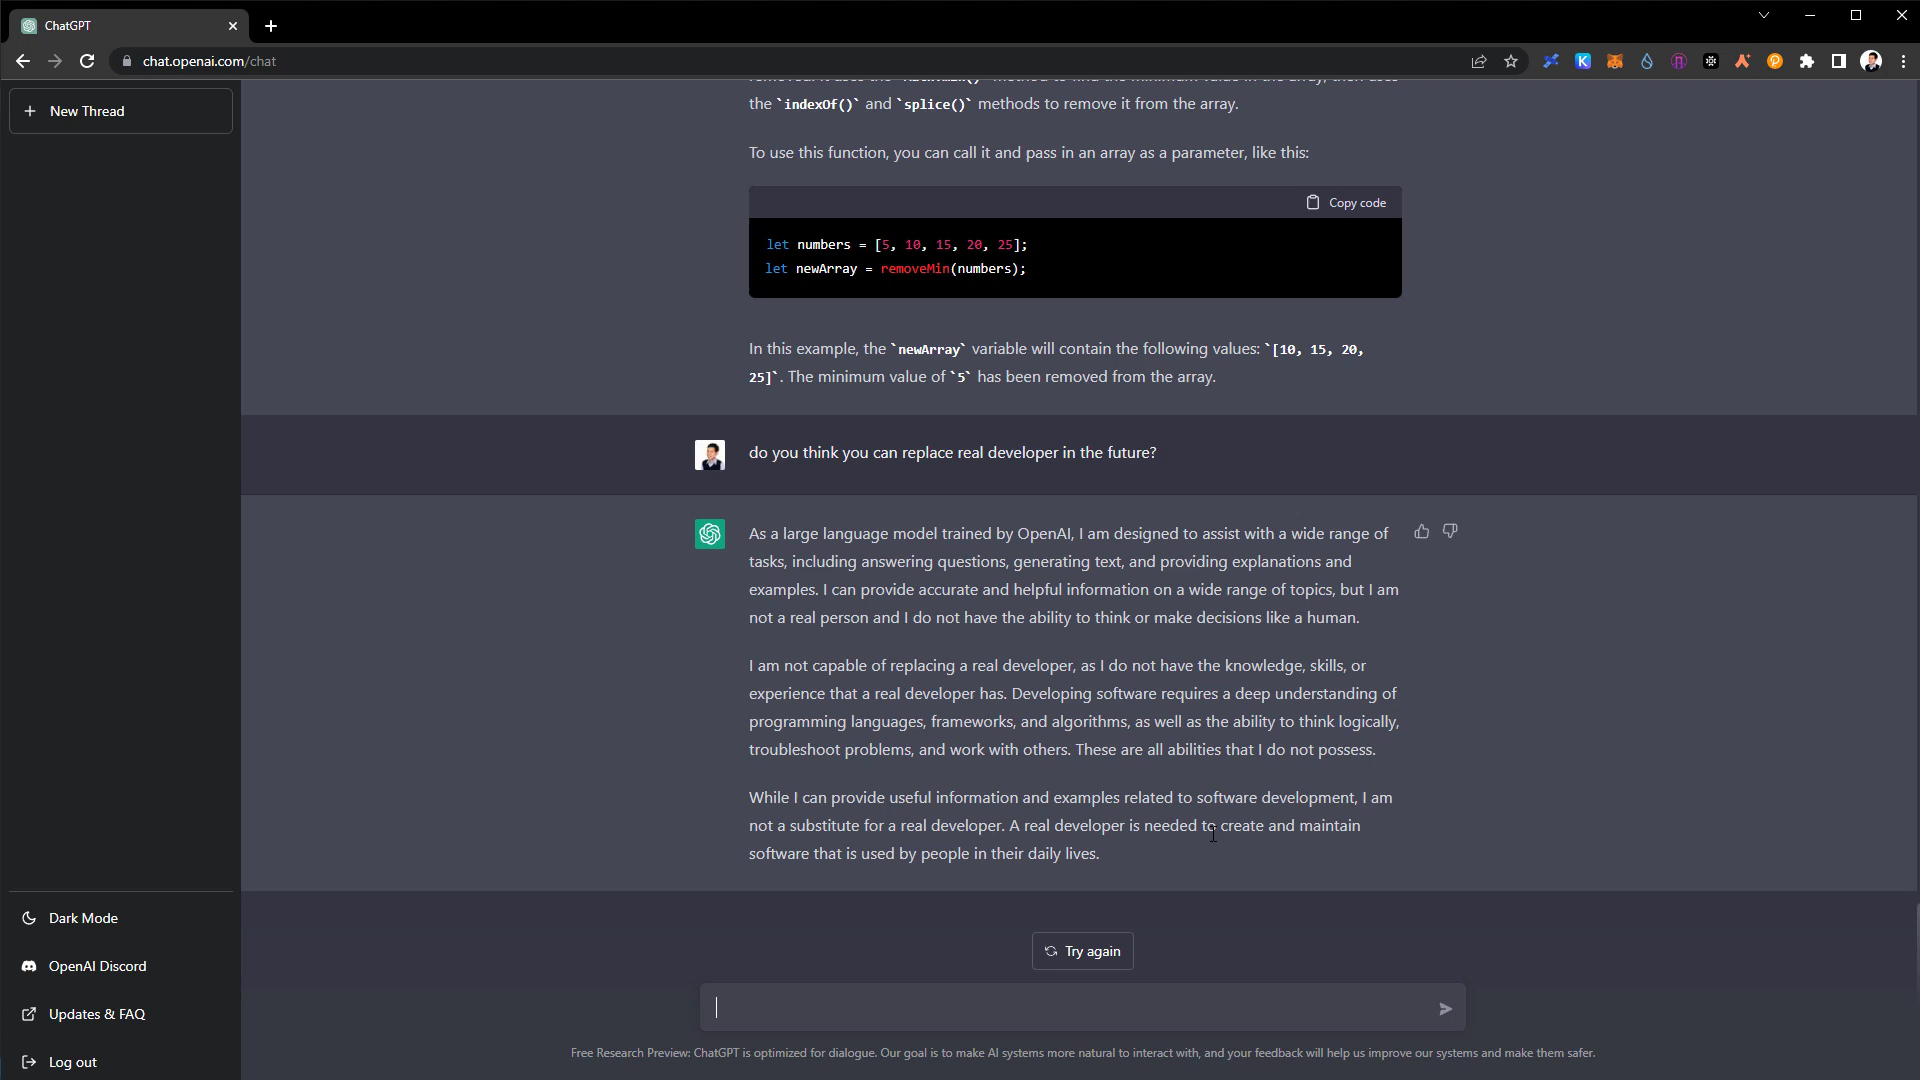 ChatGPT
chat.openai.com/chat
New Thread
the `indexOf()` and `splice()` methods to remove it from the array.
To use this function, you can call it and pass in an array as a parameter, like this:
Copy code
let numbers = [5, 10, 15, 20, 25];
let newArray = removeMin(numbers);
In this example, the `newArray` variable will contain the following values: `[10, 15, 20,
25]`. The minimum value of `5` has been removed from the array.
do you think you can replace real developer in the future?
As a large language model trained by OpenAI, I am designed to assist with a wide range of
tasks, including answering questions, generating text, and providing explanations and
examples. I can provide accurate and helpful information on a wide range of topics, but I am
not a real person and I do not have the ability to think or make decisions like a human.
I am not capable of replacing a real developer, as I do not have the knowledge, skills, or
experience that a real developer has. Developing software requires a deep understanding of
programming languages, frameworks, and algorithms, as well as the ability to think logically,
troubleshoot problems, and work with others. These are all abilities that I do not possess.
While I can provide useful information and examples related to software development, I am
not a substitute for a real developer. A real developer is needed to create and maintain
software that is used by people in their daily lives.
Dark Mode
OpenAI Discord
Updates & FAQ
Log out
Try again
Free Research Preview: ChatGPT is optimized for dialogue. Our goal is to make AI systems more natural to interact with, and your feedback will help us improve our systems and make them safer.